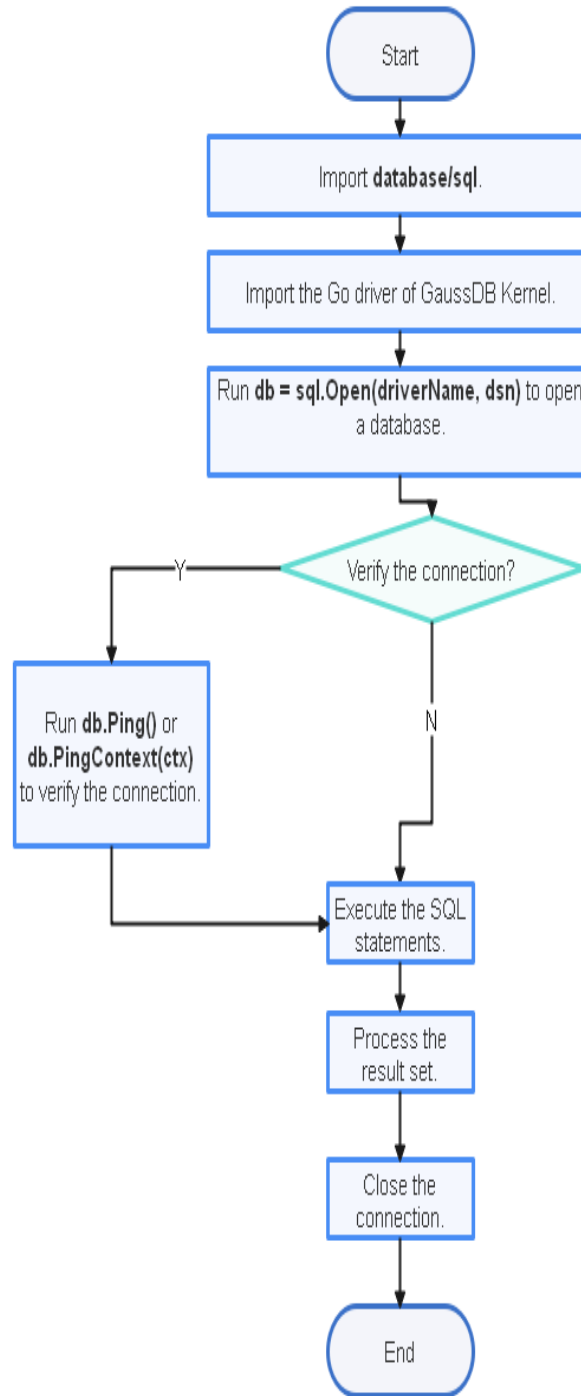 Start
Import database/sql.
Import the Go driver of GaussDB Kernel.
Run db = sql.Open(driverName, dsn) to open
a database.
Verify the connection?
Y
N
Run db.Ping() or
db.PingContext(ctx)
to verify the connection.
Execute the SQL
statements.
Process the
result set.
Close the
connection.
End